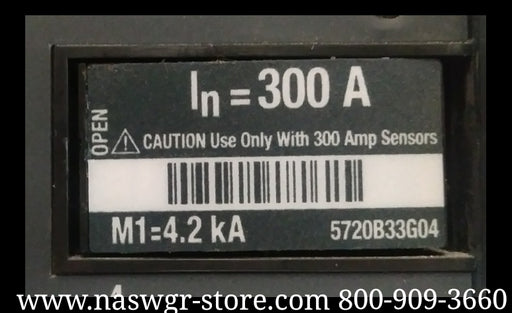 In = 300 A
OPEN
CAUTION Use Only With 300 Amp Sensors
M1=4.2 kA 5720B33G04
www.naswgr-store.com 800-909-3660